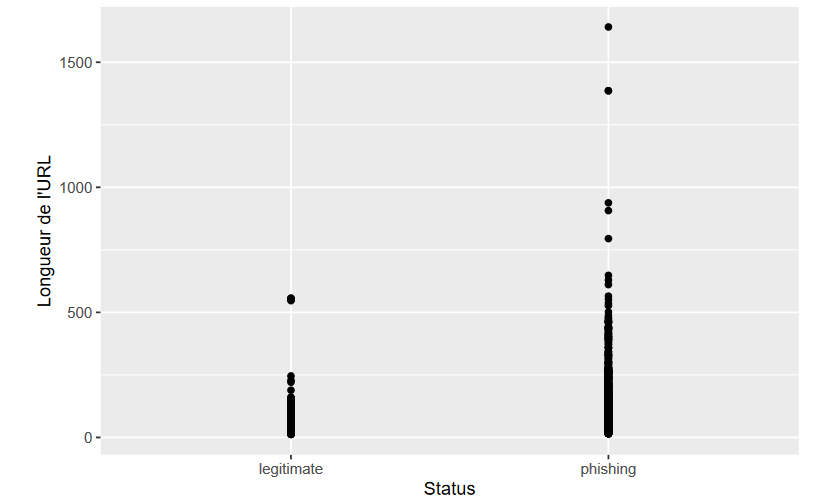 1500
1000
500
0
Longueur de l'URL
legitimate
phishing
Status